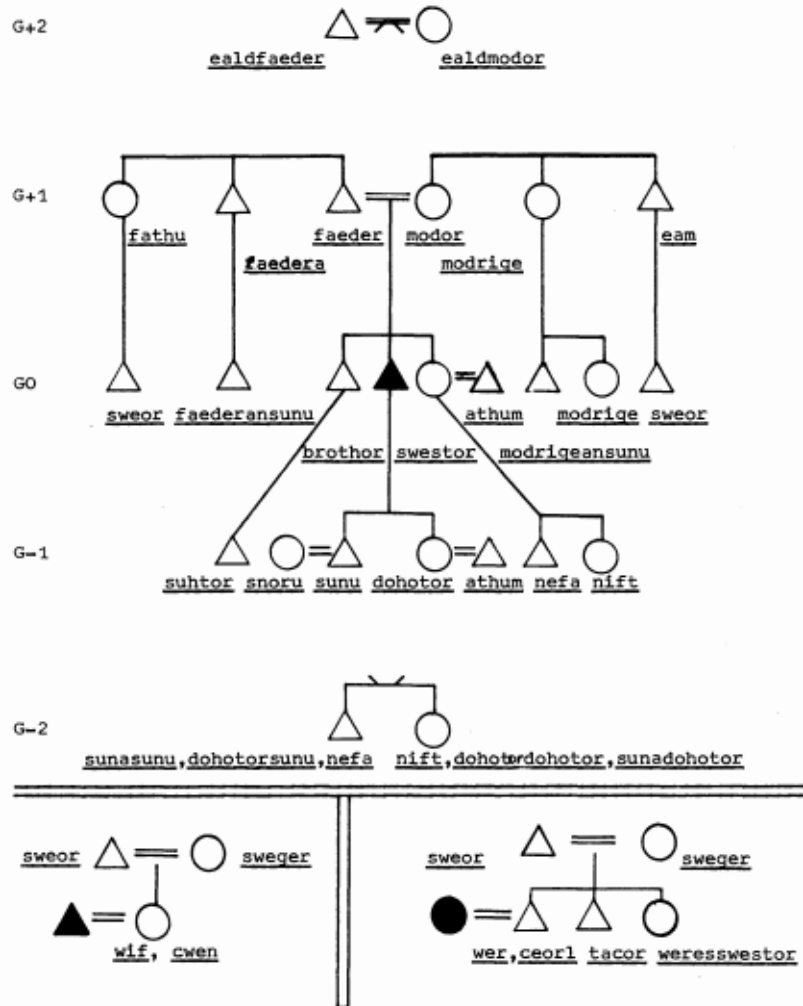 G+2
ealdfaeder ealdmodor
G+1
fathu faeder modor eam
faedera modrige
G0
sweor faederansunu athum modrige sweor
brothor swestor modrigeansunu
G-1
suhtor snoru sunu dohotor athum nefa nift
G-2
sunasunu,dohotorsunu,nefa nift,dohotordohotor,sunadohotor
sweor sweger
wif, cwen
sweor sweger
wer,ceorl tacor weresswestor